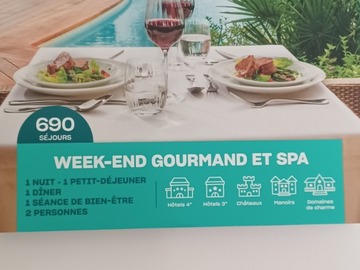 690
SÉJOURS
WEEK-END GOURMAND ET SPA
1 NUIT - 1 PETIT-DÉJEUNER
1 DÎNER
1 SÉANCE DE BIEN-ÊTRE
2 PERSONNES
Hôtels 4* Hôtels 3* Châteaux Manoirs Domaines
de charme